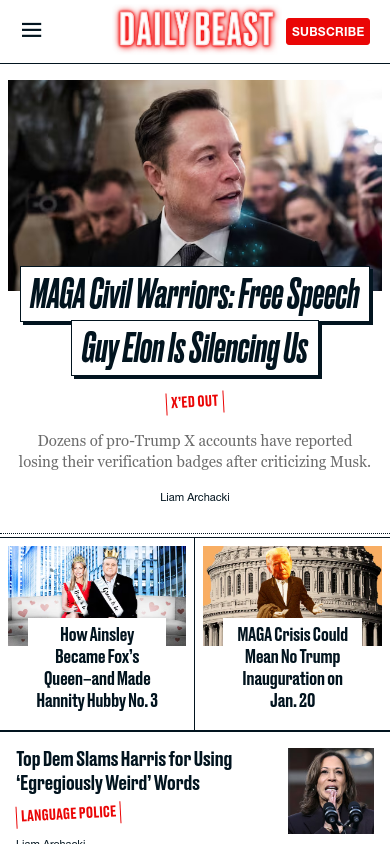 DAILY BEAST
SUBSCRIBE
MAGA Civil Warriors: Free Speech
Guy Elon Is Silencing Us
X'ED OUT
Dozens of pro-Trump X accounts have reported
losing their verification badges after criticizing Musk.
Liam Archacki
How Ainsley
Became Fox’s
Queen–and Made
Hannity Hubby No. 3
MAGA Crisis Could
Mean No Trump
Inauguration on
Jan. 20
Top Dem Slams Harris for Using
‘Egregiously Weird’ Words
LANGUAGE POLICE
Liam Archacki